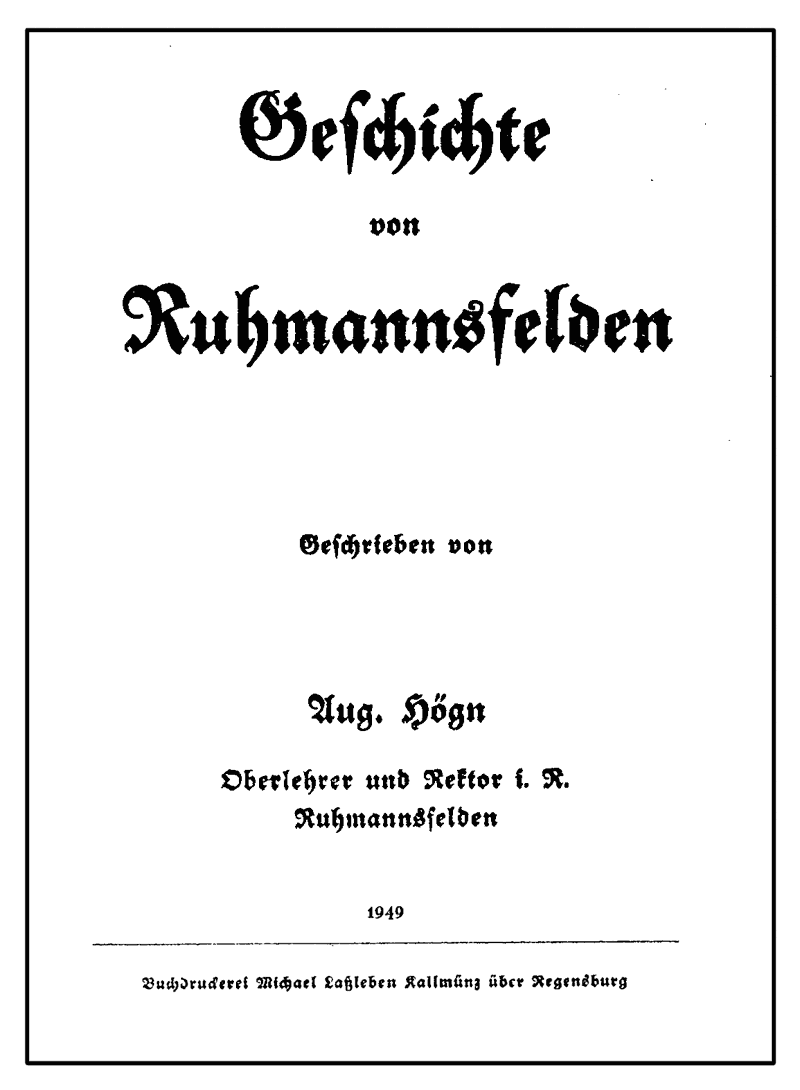 Geschichte
von
Ruhmannsfelden
Geschrieben von
Aug. Högn
Oberlehrer und Rektor i. R.
Ruhmannsfelden
1949
Buchdruckerei Michael Laßleben Kallmünz über Regensburg